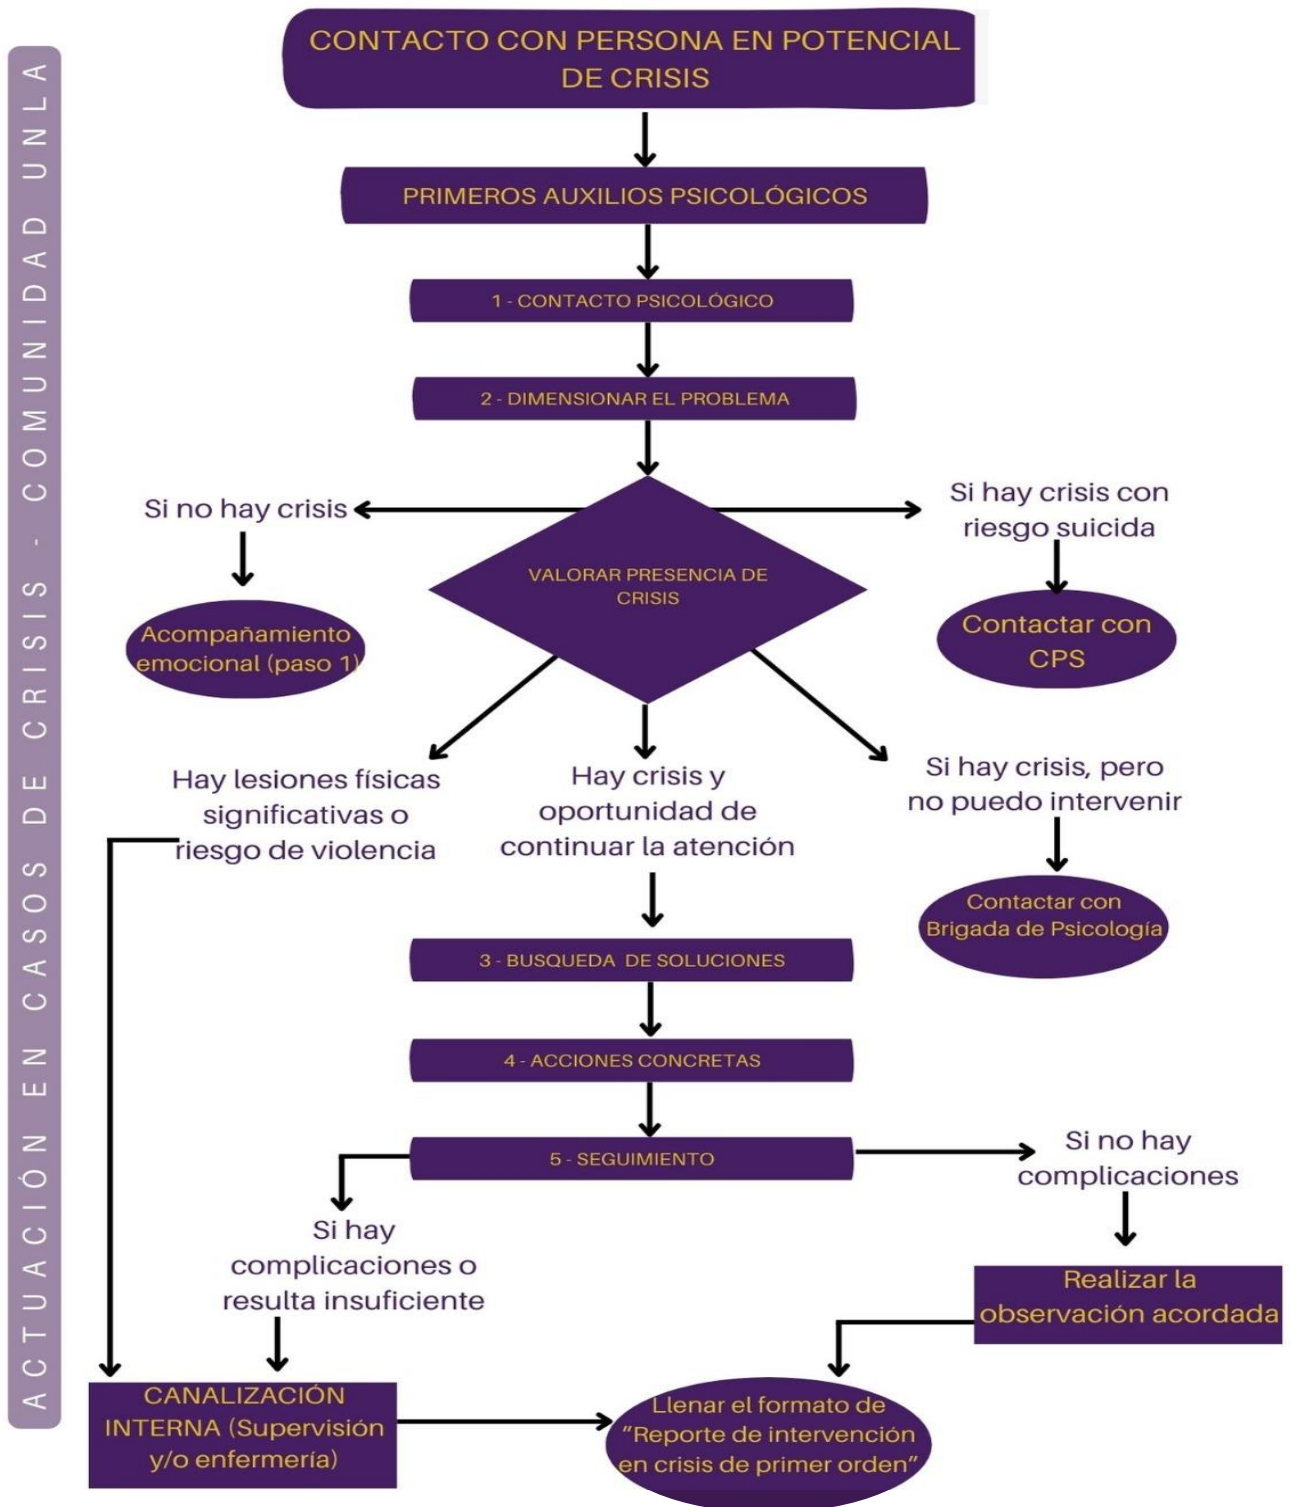 ACTUACIÓN EN CASOS DE CRISIS - COMUNIDAD UNLA
CONTACTO CON PERSONA EN POTENCIAL
DE CRISIS
PRIMEROS AUXILIOS PSICOLÓGICOS
1 - CONTACTO PSICOLÓGICO
2 - DIMENSIONAR EL PROBLEMA
VALORAR PRESENCIA DE
CRISIS
Si no hay crisis
Acompañamiento
emocional (paso 1)
Si hay crisis con
riesgo suicida
Contactar con
CPS
Hay lesiones físicas
significativas o
riesgo de violencia
Hay crisis y
oportunidad de
continuar la atención
Si hay crisis, pero
no puedo intervenir
Contactar con
Brigada de Psicología
3 - BUSQUEDA DE SOLUCIONES
4 - ACCIONES CONCRETAS
5 - SEGUIMIENTO
Si hay
complicaciones o
resulta insuficiente
Si no hay
complicaciones
Realizar la
observación acordada
CANALIZACIÓN
INTERNA (Supervisión
y/o enfermería)
Llenar el formato de
"Reporte de intervención
en crisis de primer orden"